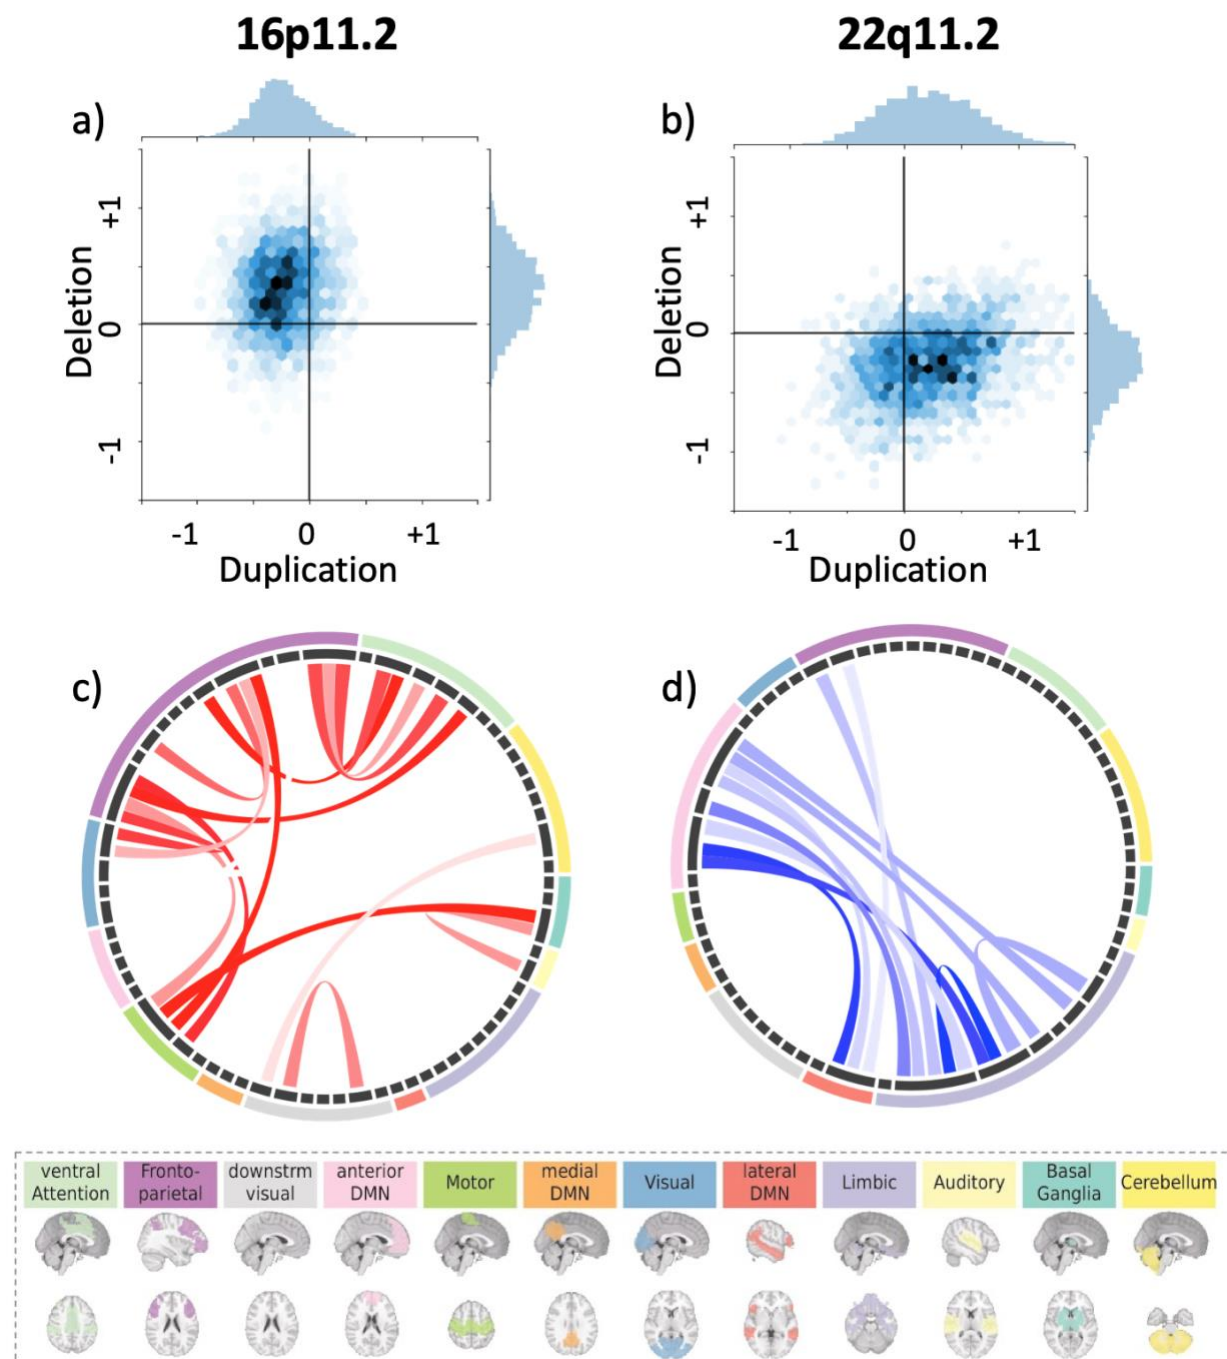 16p11.2
22q11.2
a)
b)
Deletion
+1
0
-1
-1
0
+1
Duplication
Deletion
+1
0
-1
-1
0
+1
Duplication
c)
d)
ventral
Attention
Fronto-
parietal
downstrm
visual
anterior
DMN
Motor
medial
DMN
Visual
lateral
DMN
Limbic
Auditory
Basal
Ganglia
Cerebellum